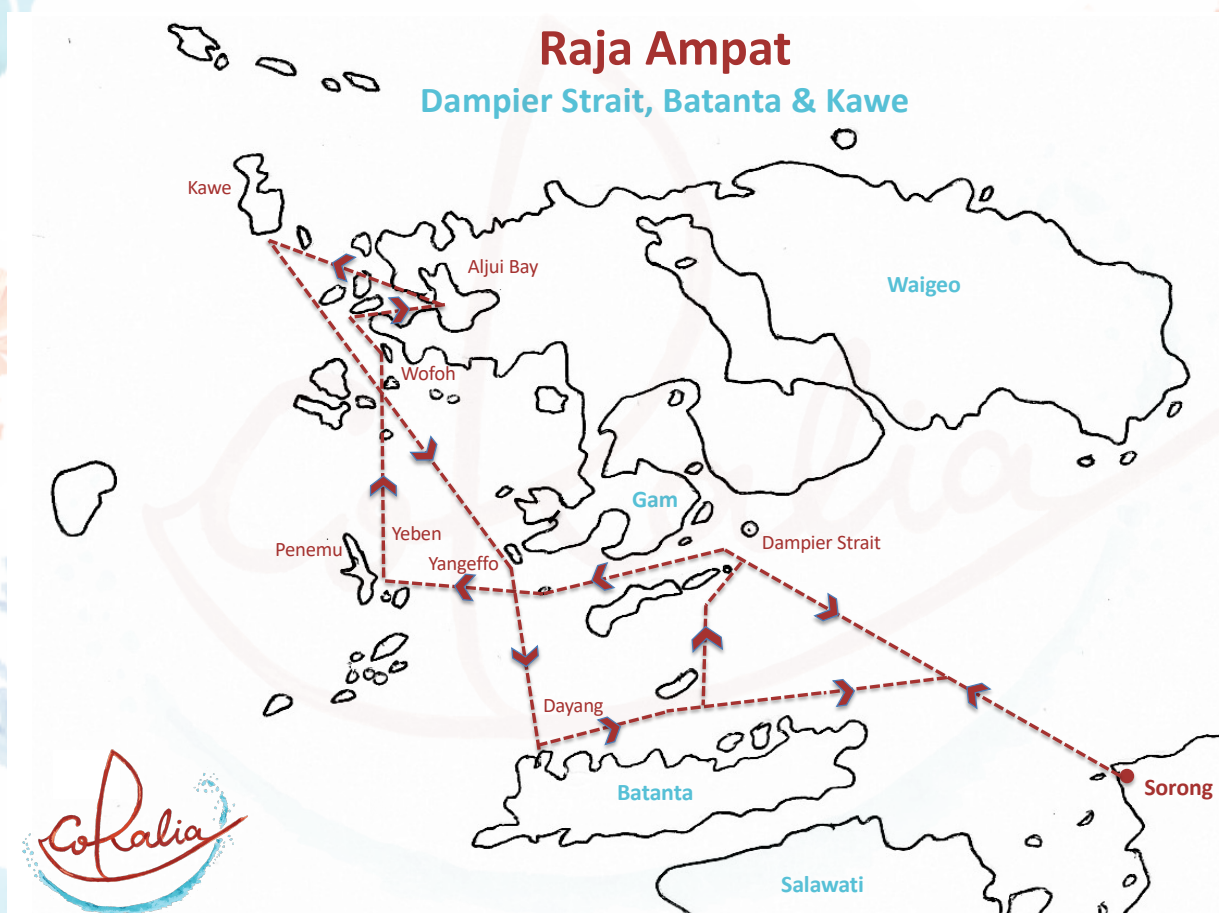 Raja Ampat
Dampier Strait, Batanta & Kawe
Kawe
Aljui Bay
Waigeo
Wofoh
Gam
Yeben
Penemu
Yangeffo
Dampier Strait
Dayang
Batanta
Sorong
Salawati
Coralia